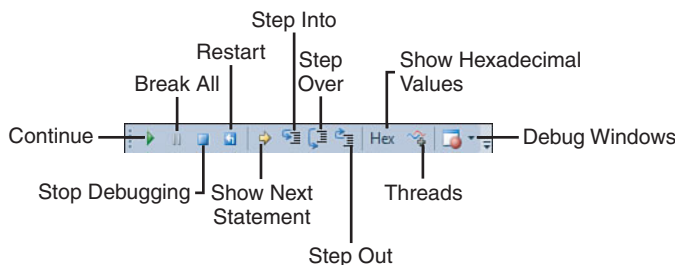 Step Into
Restart
Step
Over
Show Hexadecimal
Values
Break All
Continue
Hex
Debug Windows
Stop Debugging
Show Next
Statement
Threads
Step Out